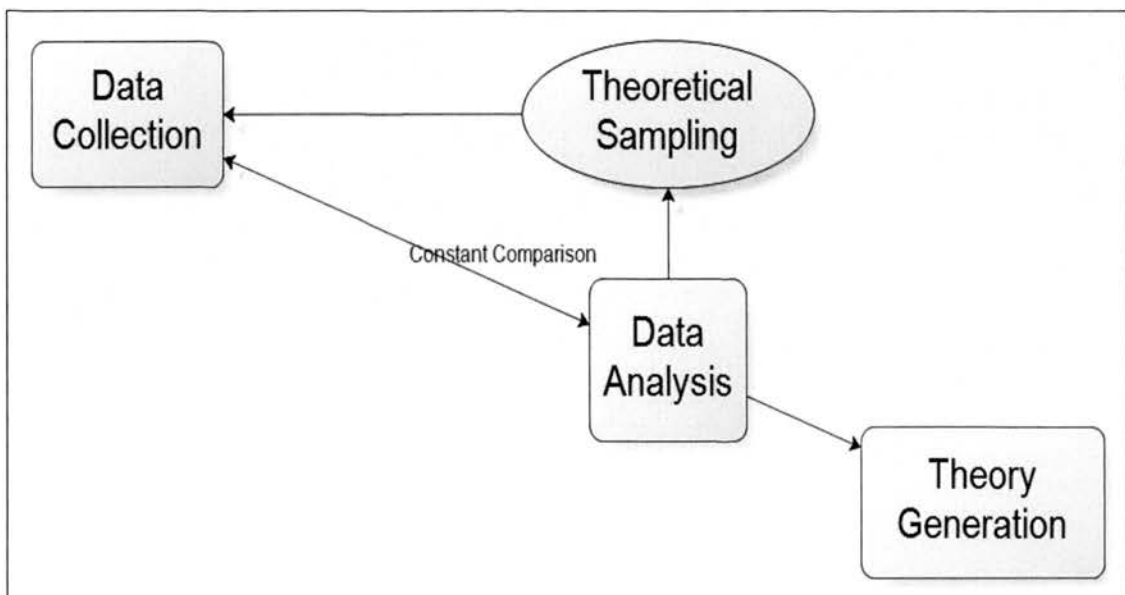 Data
Collection
Theoretical
Sampling
Constant Comparison
Data
Analysis
Theory
Generation